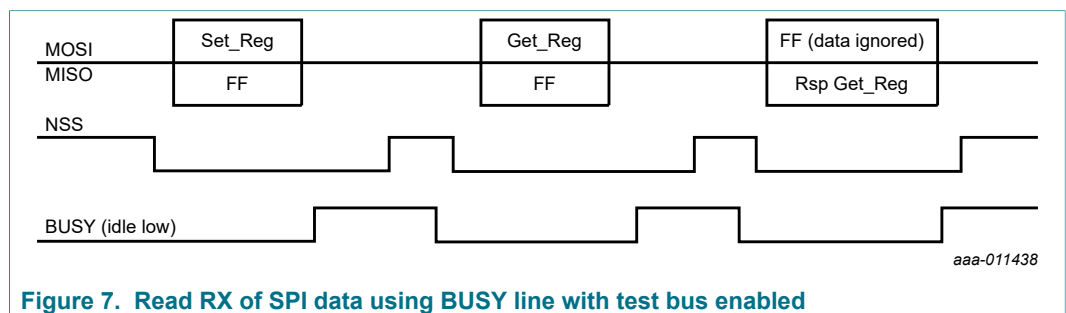 MOSI
Set_Reg
Get_Reg
FF (data ignored)
MISO
FF
FF
Rsp Get_Reg
NSS
BUSY (idle low)
aaa-011438
Figure 7. Read RX of SPI data using BUSY line with test bus enabled